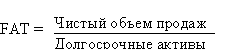 FAT = Чистый объем продаж
Долгосрочные активы